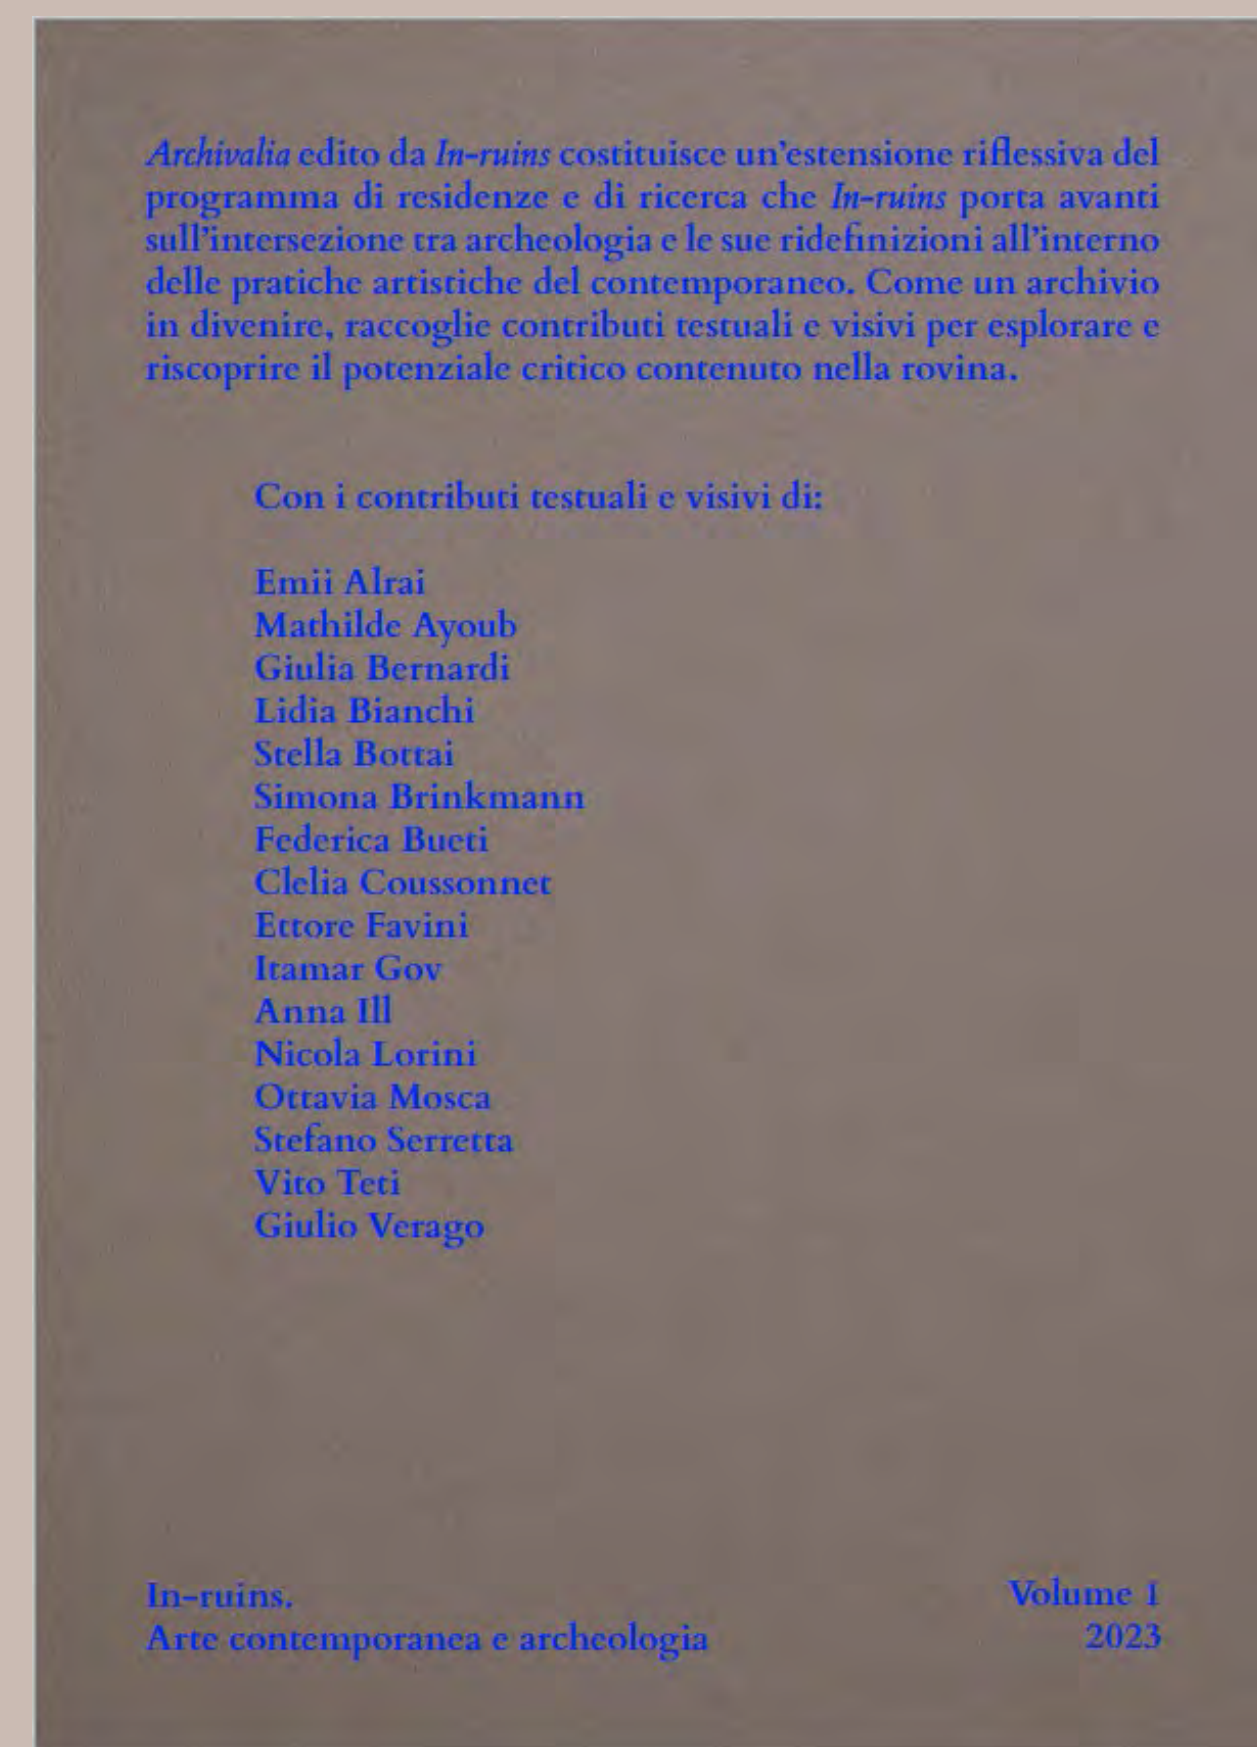 Archivalia edito da In-ruins costituisce un'estensione riflessiva del
programma di residenze e di ricerca che In-ruins porta avanti
sull'intersezione tra archeologia e le sue ridefinizioni all'interno
delle pratiche artistiche del contemporaneo. Come un archivio
in divenire, raccoglie contributi testuali e visivi per esplorare e
riscoprire il potenziale critico contenuto nella rovina.
Con i contributi testuali e visivi di:
Emii Alrai
Mathilde Ayoub
Giulia Bernardi
Lidia Bianchi
Stella Bottai
Simona Brinkmann
Federica Bueti
Clelia Coussonnet
Ettore Favini
Itamar Gov
Anna Ill
Nicola Lorini
Ottavia Mosca
Stefano Serretta
Vito Teti
Giulio Verago
In-ruins.
Arte contemporanea e archeologia
Volume 1
2023